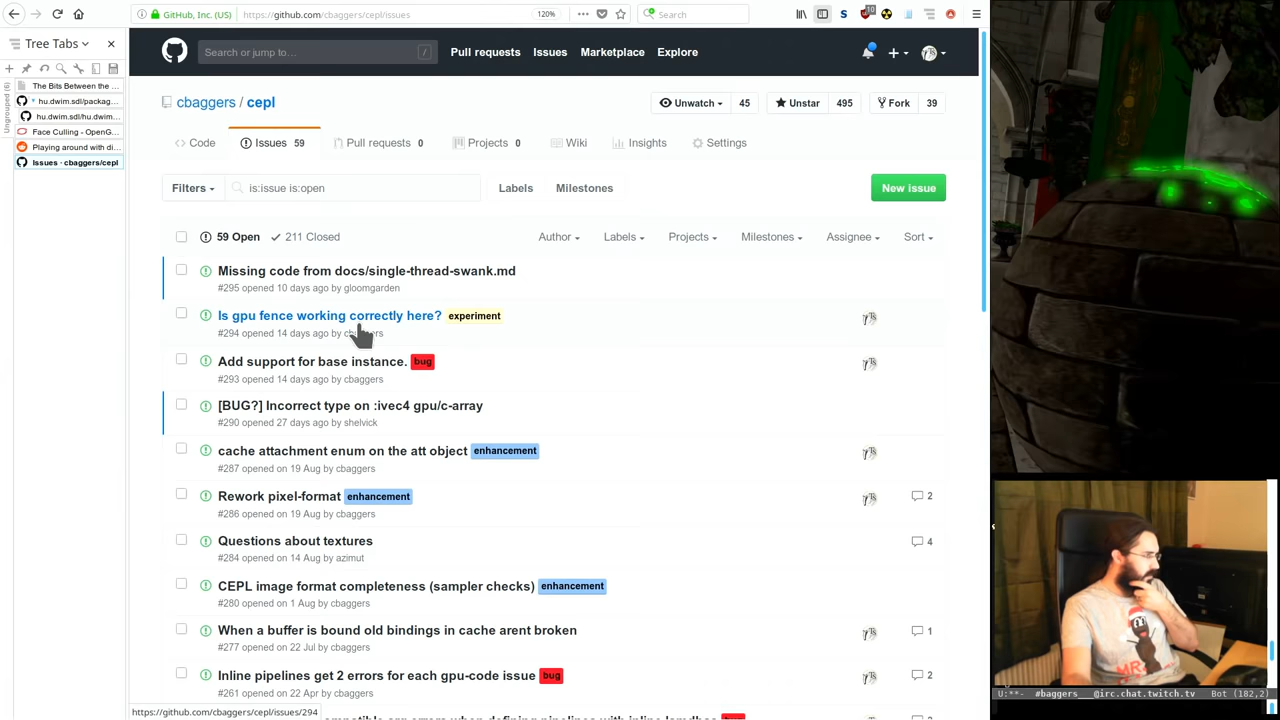 GitHub, Inc. (US) https://github.com/cbaggers/cepl/issues 120% Search 10
Tree Tabs
Search or jump to… / Pull requests Issues Marketplace Explore
Ungrouped (6)
The Bits Between the …
* hu.dwim.sdl/packag…
hu.dwim.sdl/hu.dwim…
Face Culling - OpenG…
Playing around with di…
Issues · cbaggers/cepl
cbaggers / cepl Unwatch 45 Unstar 495 Fork 39
Code Issues 59 Pull requests 0 Projects 0 Wiki Insights Settings
Filters is:issue is:open Labels Milestones New issue
59 Open 211 Closed Author Labels Projects Milestones Assignee Sort
Missing code from docs/single-thread-swank.md
#295 opened 10 days ago by gloomgarden
Is gpu fence working correctly here? experiment
#294 opened 14 days ago by cbaggers
Add support for base instance. bug
#293 opened 14 days ago by cbaggers
[BUG?] Incorrect type on :ivec4 gpu/c-array
#290 opened 27 days ago by shelvick
cache attachment enum on the att object enhancement
#287 opened on 19 Aug by cbaggers
Rework pixel-format enhancement 2
#286 opened on 19 Aug by cbaggers
Questions about textures 4
#284 opened on 14 Aug by azimut
CEPL image format completeness (sampler checks) enhancement
#280 opened on 1 Aug by cbaggers
When a buffer is bound old bindings in cache arent broken 1
#277 opened on 22 Jul by cbaggers
Inline pipelines get 2 errors for each gpu-code issue bug 2
#261 opened on 22 Apr by cbaggers
https://github.com/cbaggers/cepl/issues/294
MR.
U:**- #baggers___@irc.chat.twitch.tv Bot (182,2)